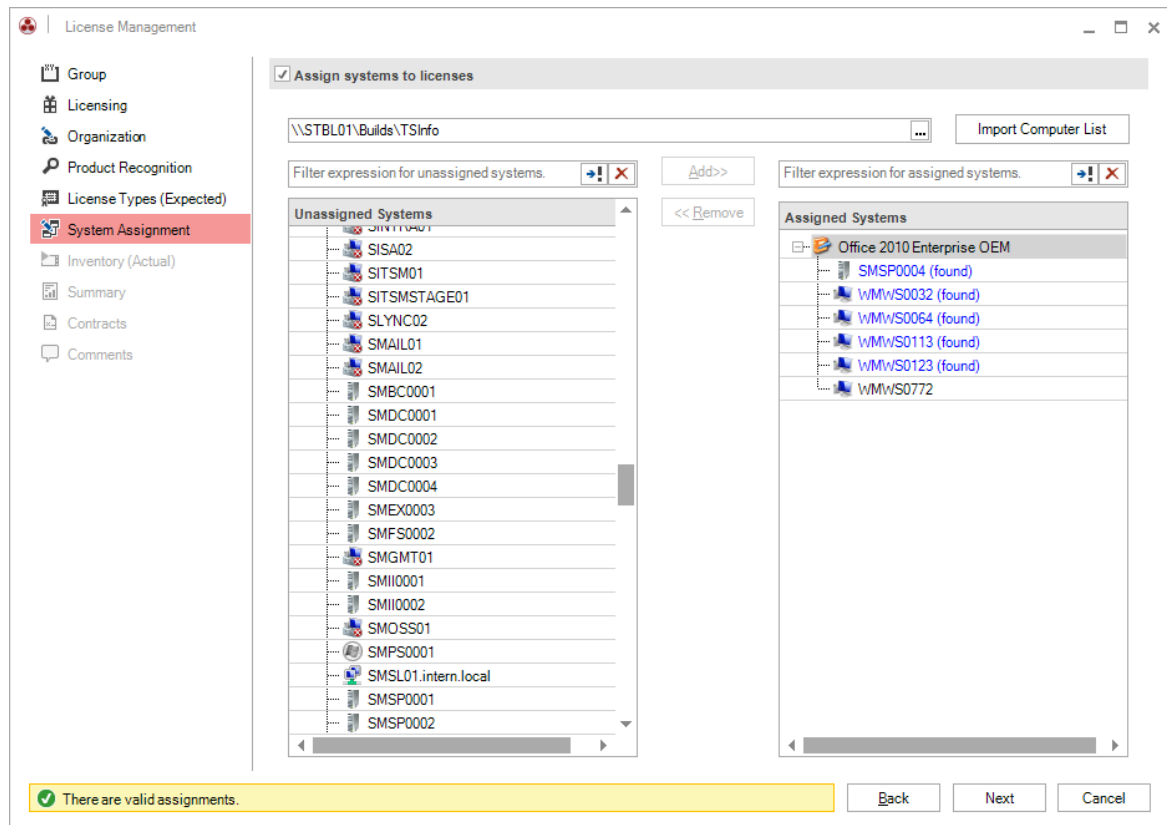 License Management
Group
Licensing
Organization
Product Recognition
License Types (Expected)
System Assignment
Inventory (Actual)
Summary
Contracts
Comments
Assign systems to licenses
\\STBL01\Builds\TSInfo
...
Import Computer List
Filter expression for unassigned systems.
Add>>
<< Remove
Filter expression for assigned systems.
Unassigned Systems
SINTRA01
SISA02
SITSM01
SITSMSTAGE01
SLYNC02
SMAIL01
SMAIL02
SMBC0001
SMDC0001
SMDC0002
SMDC0003
SMDC0004
SMEX0003
SMFS0002
SMGMT01
SMII0001
SMII0002
SMOSS01
SMPS0001
SMSL01.intern.local
SMSP0001
SMSP0002
Assigned Systems
Office 2010 Enterprise OEM
SMSP0004 (found)
WMWS0032 (found)
WMWS0064 (found)
WMWS0113 (found)
WMWS0123 (found)
WMWS0772
There are valid assignments.
Back
Next
Cancel